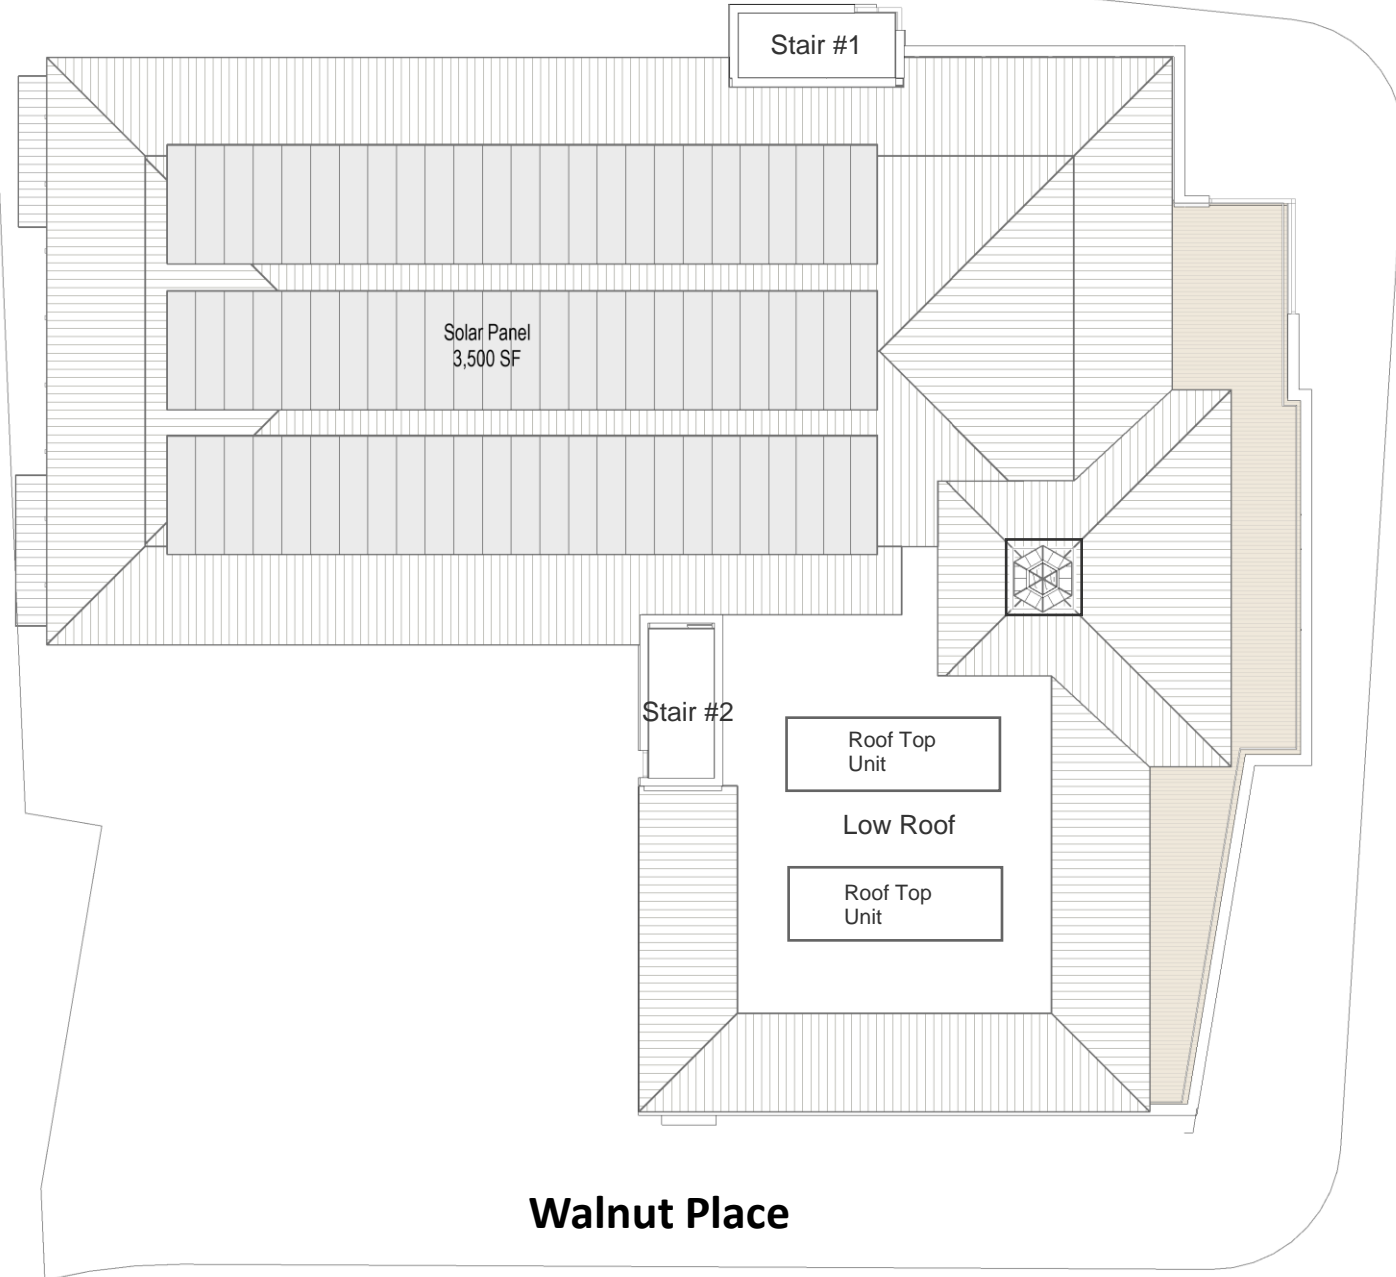 Stair #1
Solar Panel
3,500 SF
Stair #2
Roof Top
Unit
Low Roof
Roof Top
Unit
Walnut Place